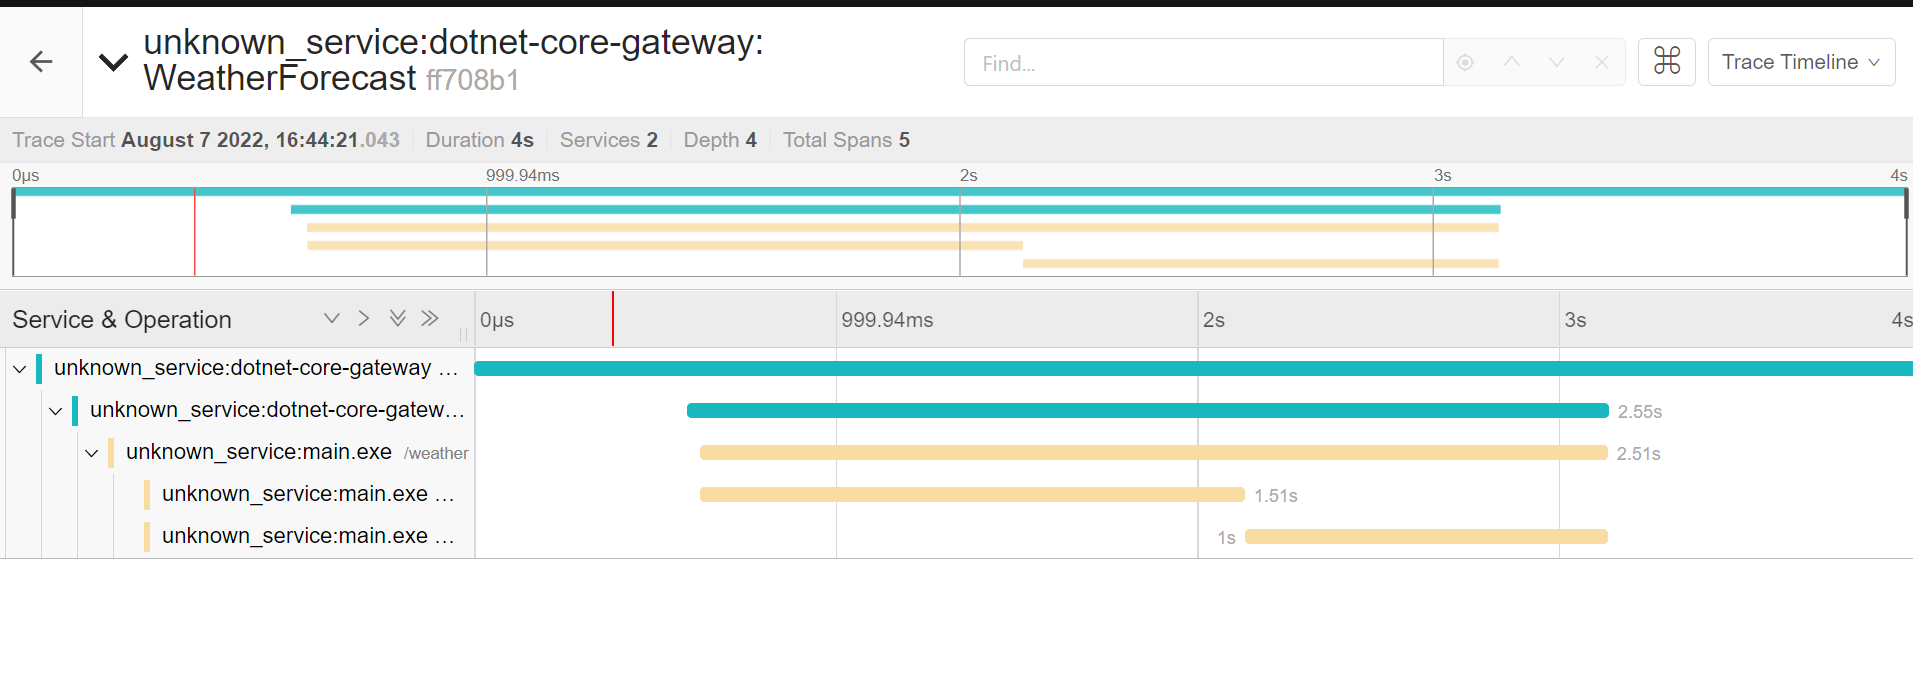 unknown_service:dotnet-core-gateway:
WeatherForecast ff708b1
Find...
Trace Timeline
Trace Start August 7 2022, 16:44:21.043 Duration 4s Services 2 Depth 4 Total Spans 5
0μs 999.94ms 2s 3s 4s
Service & Operation 0μs 999.94ms 2s 3s 4s
unknown_service:dotnet-core-gateway ...
unknown_service:dotnet-core-gatew... 2.55s
unknown_service:main.exe /weather 2.51s
unknown_service:main.exe ... 1.51s
unknown_service:main.exe ... 1s